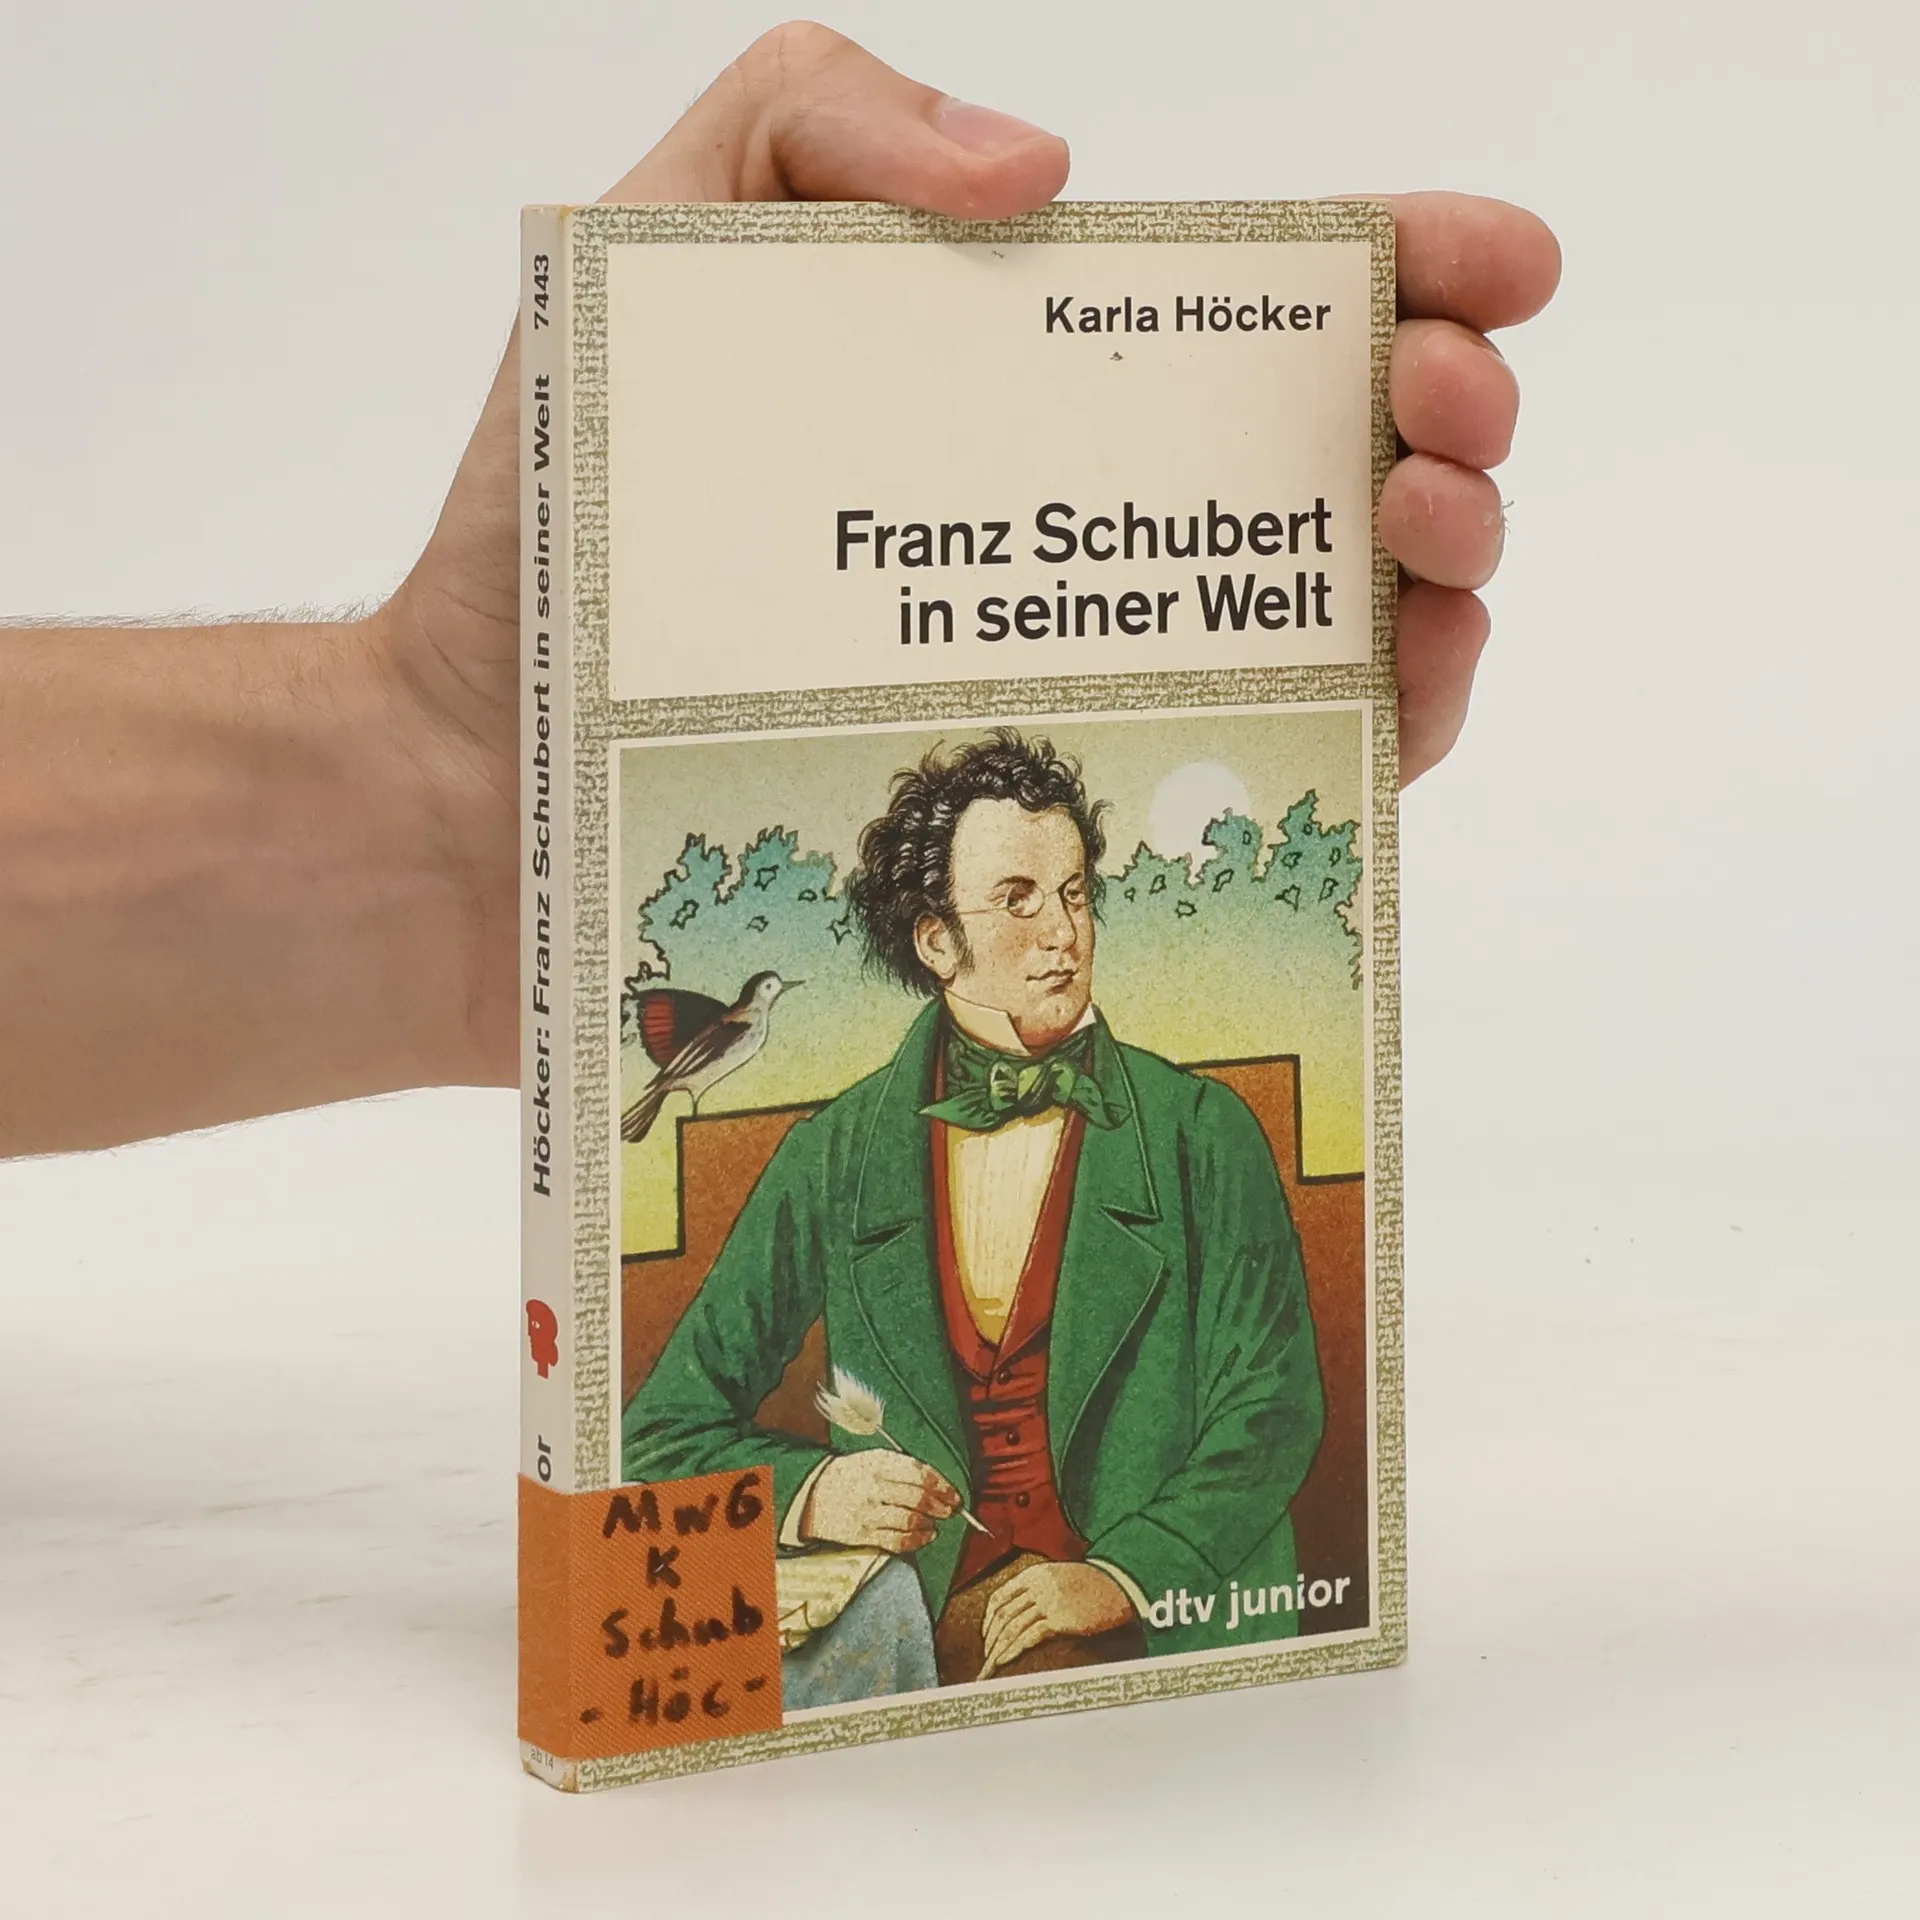 Karla Höcker
Franz Schubert
in seiner Welt
dtv junior
Höcker: Franz Schubert in seiner Welt 7443
or
MWG
K
Schub
- Höc -
ab 14